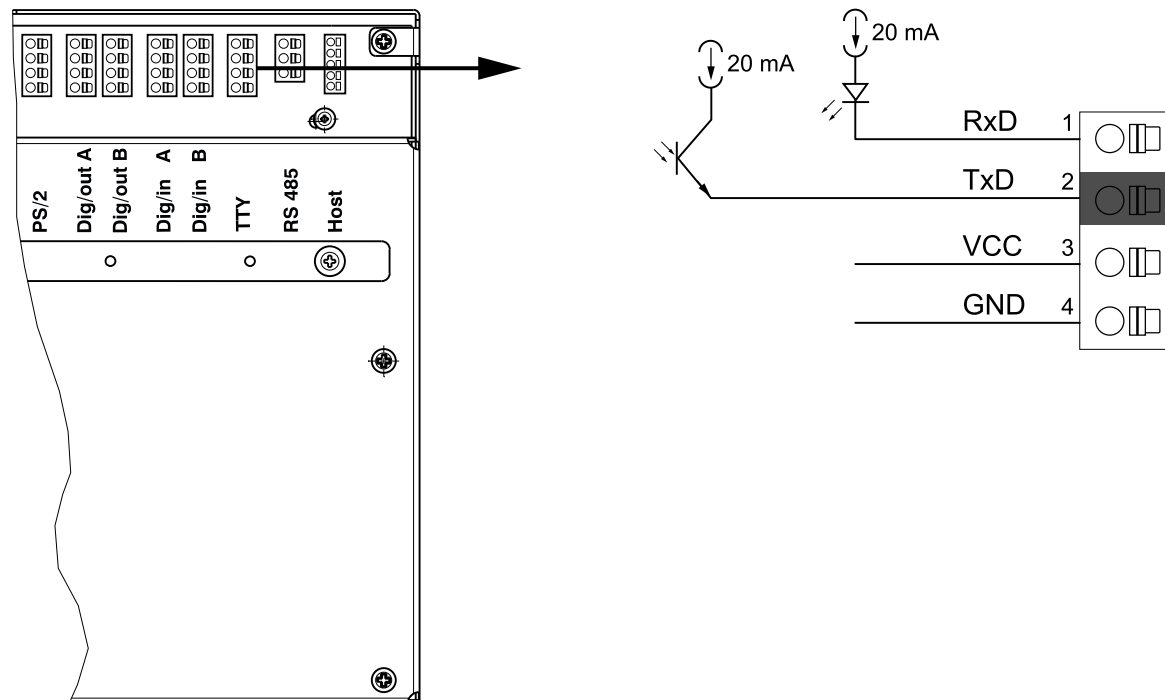 PS/2
Dig/out A
Dig/out B
Dig/in A
Dig/in B
TTY
RS 485
Host
20 mA
20 mA
RxD 1
TxD 2
VCC 3
GND 4